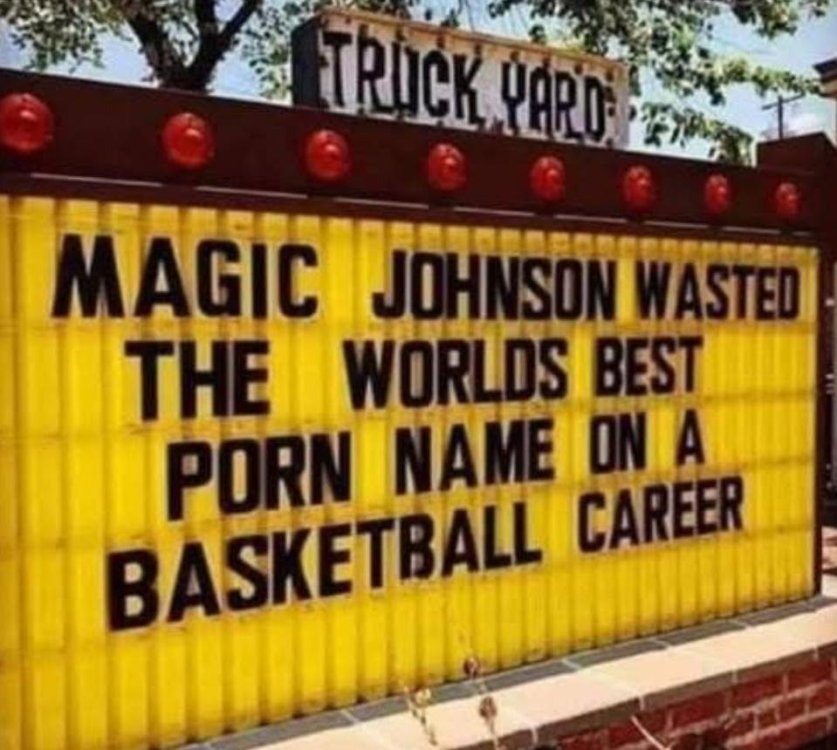 TRUCK YARD
MAGIC JOHNSON WASTED
THE WORLDS BEST
PORN NAME ON A
BASKETBALL CAREER